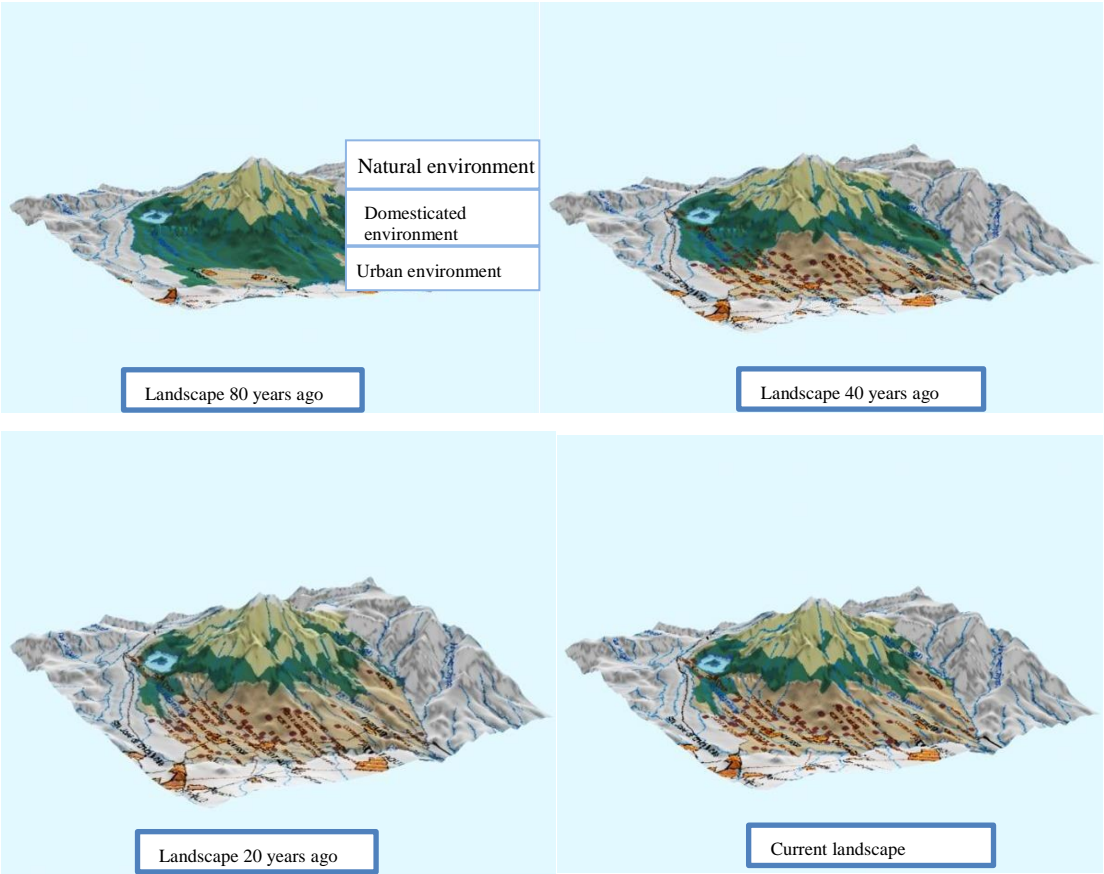 Natural environment
Domesticated
environment
Urban environment
Landscape 80 years ago
Landscape 40 years ago
Landscape 20 years ago
Current landscape